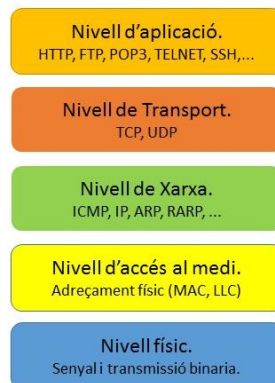 Nivell d'aplicació.
HTTP, FTP, POP3, TELNET, SSH,...
Nivell de Transport.
TCP, UDP
Nivell de Xarxa.
ICMP, IP, ARP, RARP, ...
Nivell d'accés al medi.
Adreçament físic (MAC, LLC)
Nivell físic.
Senyal i transmissió binaria.